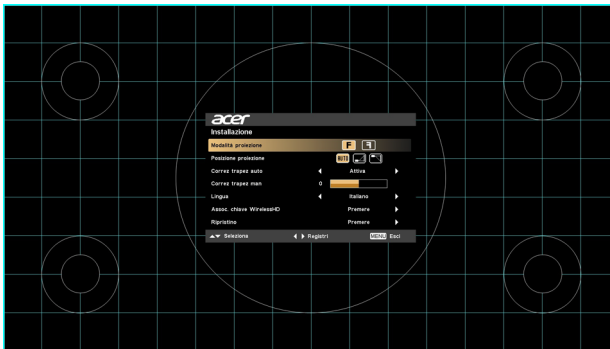 acer
Installazione
Modalità proiezione F F
Posizione proiezione AUTO
Correz trapez auto Attiva
Correz trapez man 0
Lingua Italiano
Assoc. chiave WirelessHD Premere
Ripristino Premere
Seleziona Registri MENU Esci